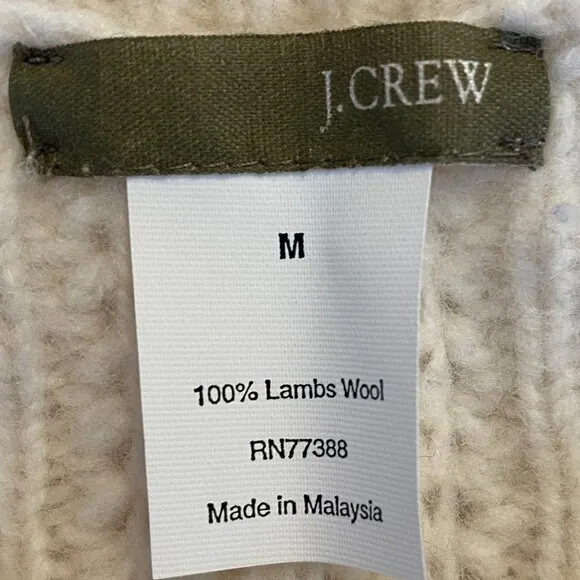 J.CREW
M
100% Lambs Wool
RN77388
Made in Malaysia